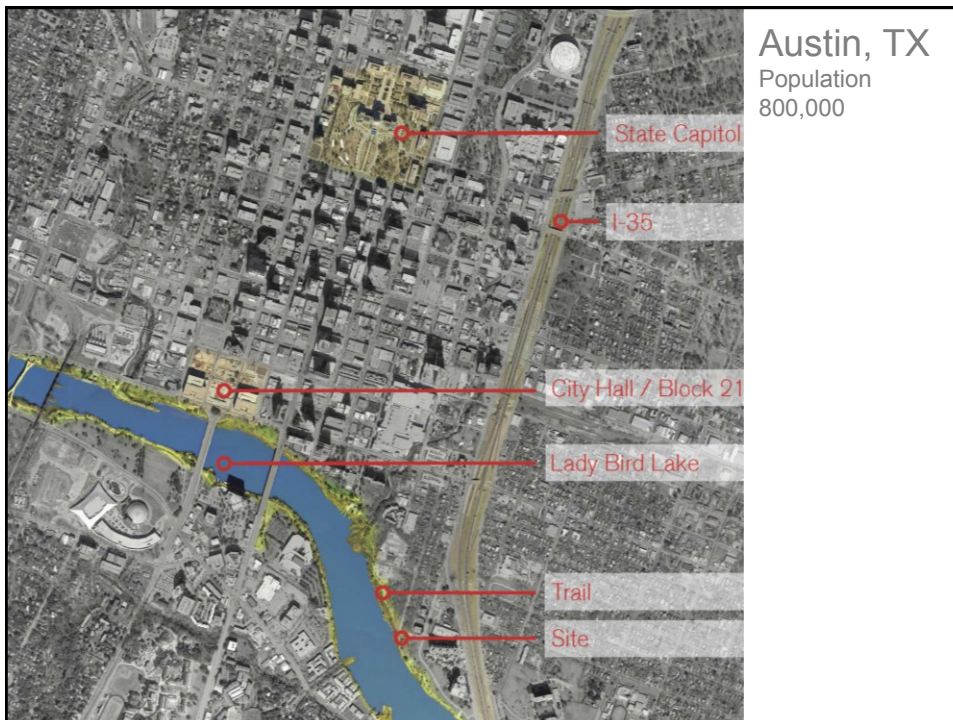 Austin, TX
Population
800,000
State Capitol
I-35
City Hall / Block 21
Lady Bird Lake
Trail
Site